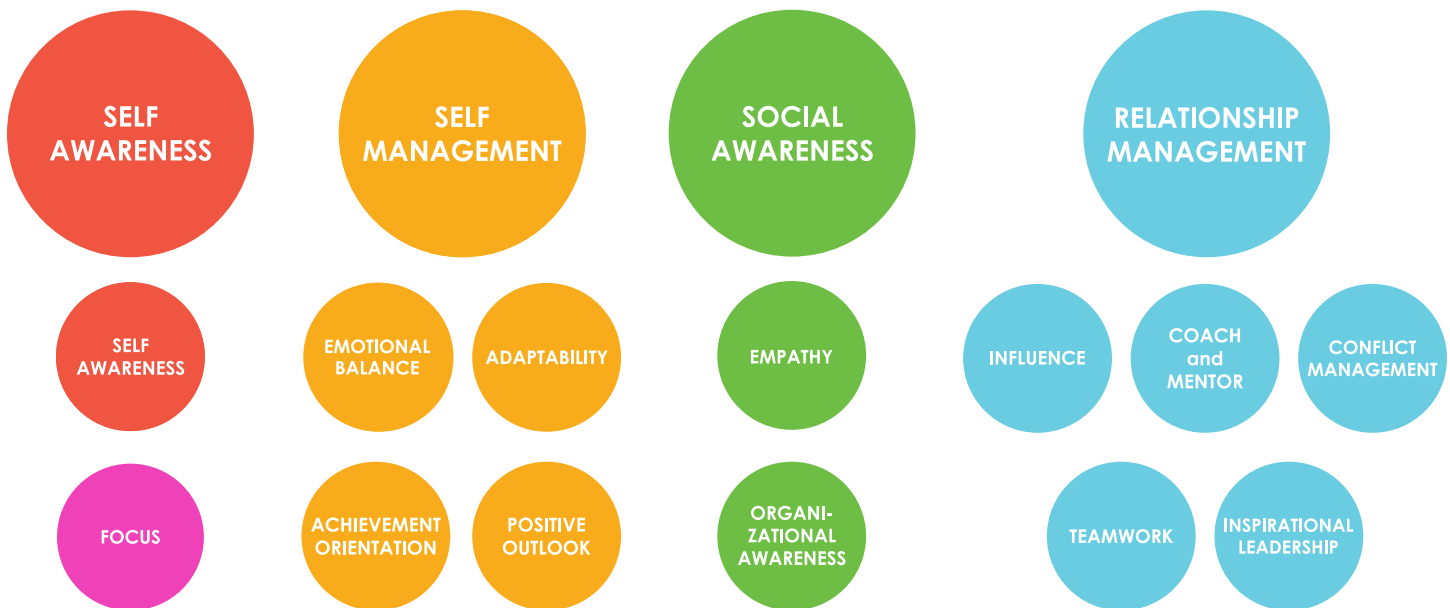 SELF
AWARENESS
SELF
MANAGEMENT
SOCIAL
AWARENESS
RELATIONSHIP
MANAGEMENT
SELF
AWARENESS
EMOTIONAL
BALANCE
ADAPTABILITY
EMPATHY
INFLUENCE
COACH
and
MENTOR
CONFLICT
MANAGEMENT
FOCUS
ACHIEVEMENT
ORIENTATION
POSITIVE
OUTLOOK
ORGANI-
ZATIONAL
AWARENESS
TEAMWORK
INSPIRATIONAL
LEADERSHIP